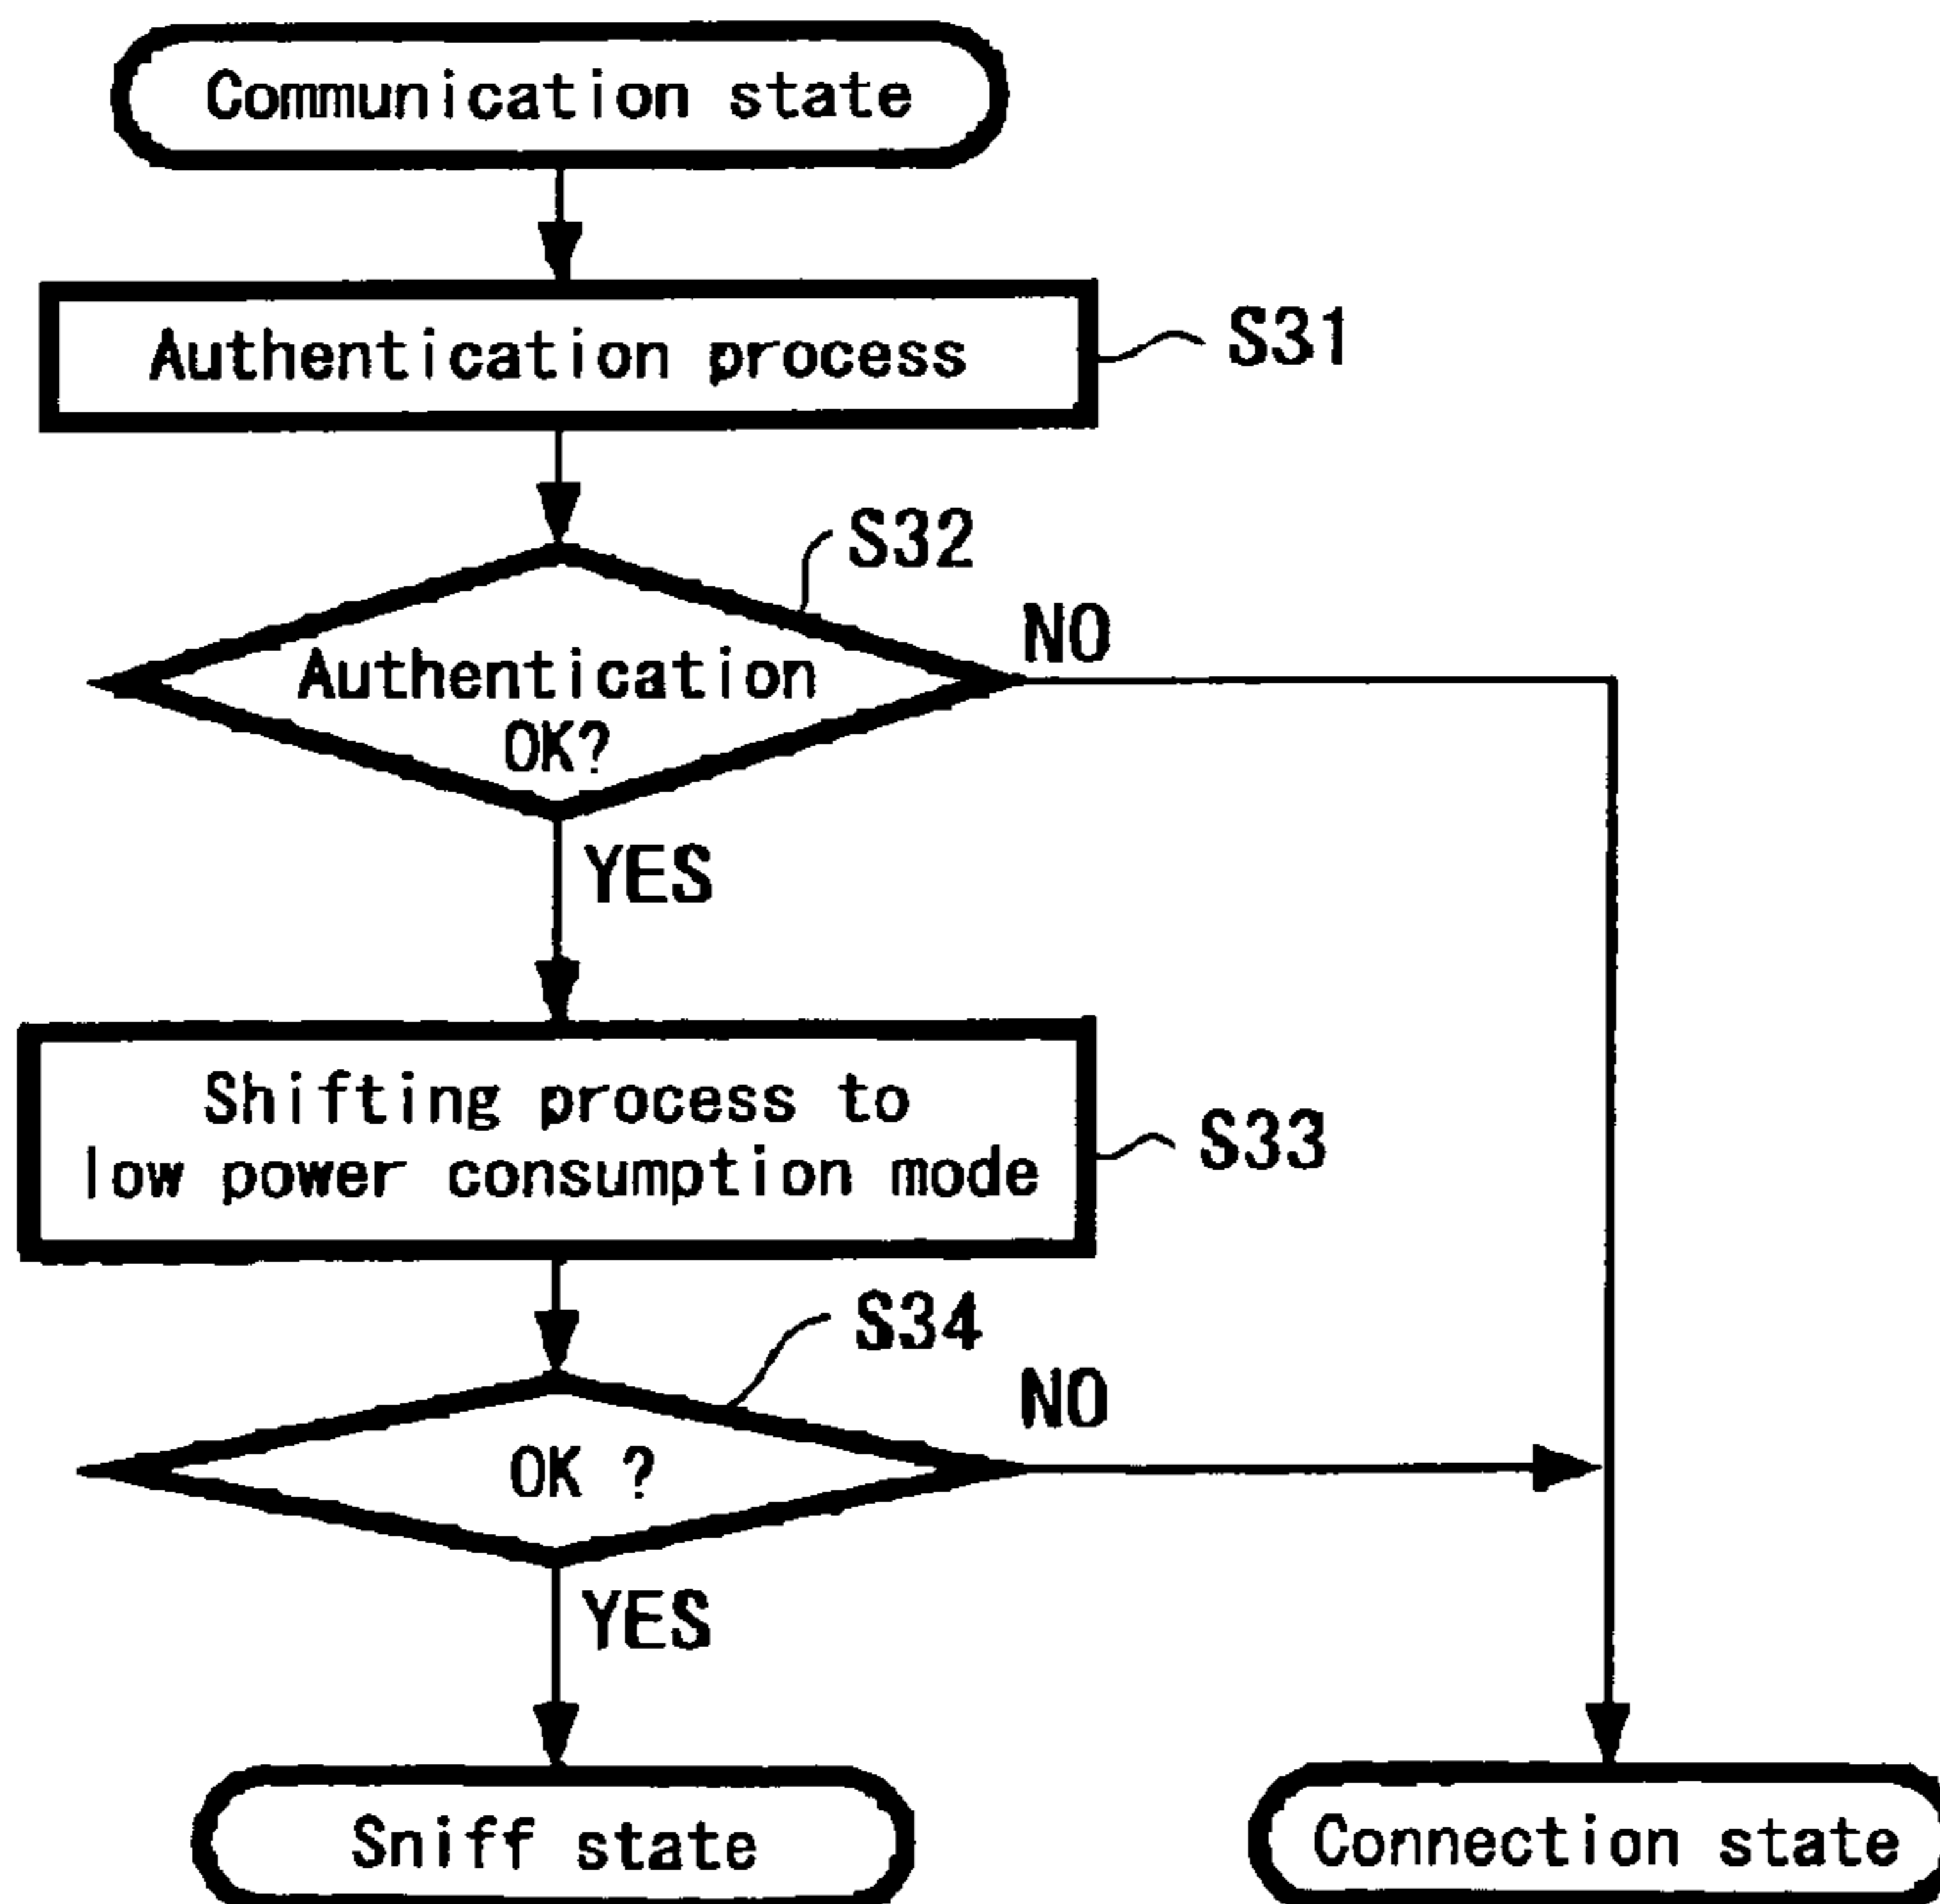 Communication state
Authentication process
S31
S32
NO
Authentication
OK?
YES
Shifting process to
low power consumption mode
S33
S34
NO
OK ?
YES
Sniff state
Connection state